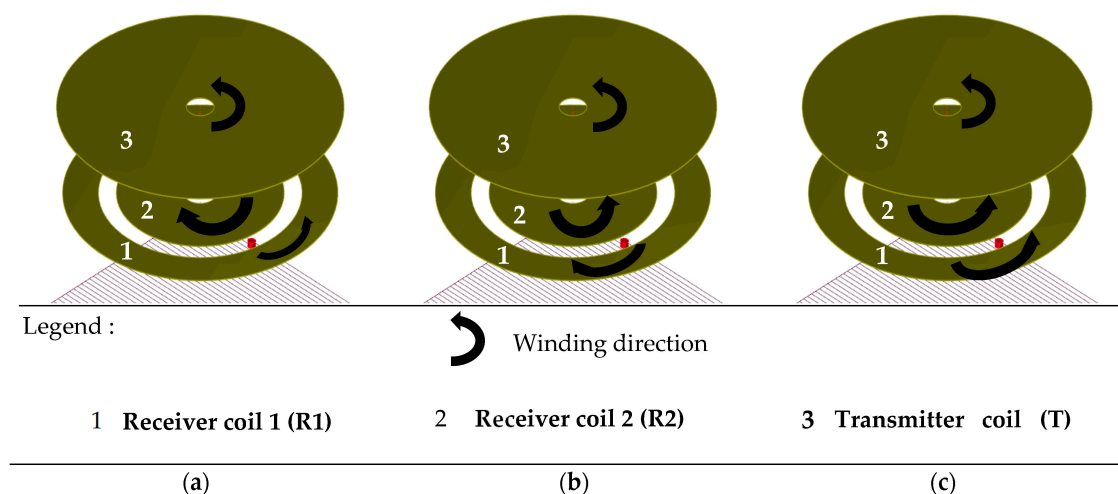 3 3 3
2 2 2
1 1 1
Legend :
Winding direction
1 Receiver coil 1 (R1) 2 Receiver coil 2 (R2) 3 Transmitter coil (T)
(a) (b) (c)